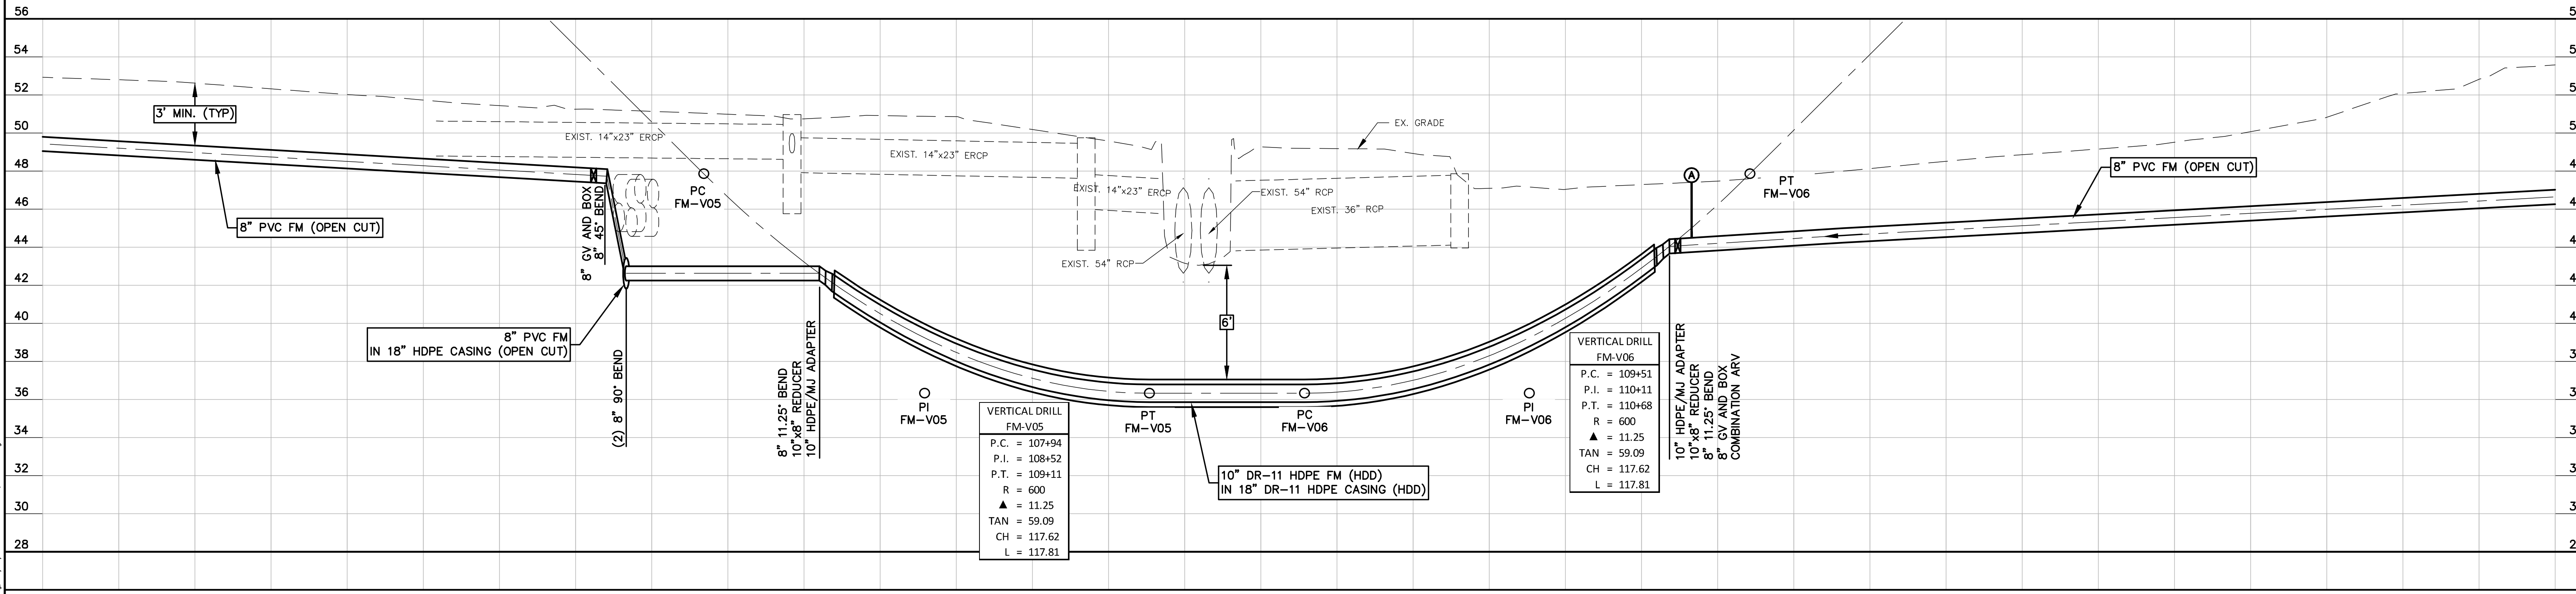 56
54
52
50
48
46
44
42
40
38
36
34
32
30
28
3' MIN. (TYP)
8" PVC FM (OPEN CUT)
EXIST. 14"x23" ERCP
8" GV AND BOX
8" 45° BEND
PC
FM-V05
8" PVC FM
IN 18" HDPE CASING (OPEN CUT)
(2) 8" 90° BEND
8" 11.25° BEND
10"x8" REDUCER
10" HDPE/MJ ADAPTER
EXIST. 14"x23" ERCP
EXIST. 14"x23" ERCP
EXIST. 54" RCP
EXIST. 54" RCP
EXIST. 36" RCP
EX. GRADE
6'
PI
FM-V05
VERTICAL DRILL
FM-V05
P.C. = 107+94
P.I. = 108+52
P.T. = 109+11
R = 600
▲ = 11.25
TAN = 59.09
CH = 117.62
L = 117.81
PT
FM-V05
PC
FM-V06
10" DR-11 HDPE FM (HDD)
IN 18" DR-11 HDPE CASING (HDD)
PI
FM-V06
VERTICAL DRILL
FM-V06
P.C. = 109+51
P.I. = 110+11
P.T. = 110+68
R = 600
▲ = 11.25
TAN = 59.09
CH = 117.62
L = 117.81
10" HDPE/MJ ADAPTER
10"x8" REDUCER
8" 11.25° BEND
8" GV AND BOX
COMBINATION ARV
A
PT
FM-V06
8" PVC FM (OPEN CUT)